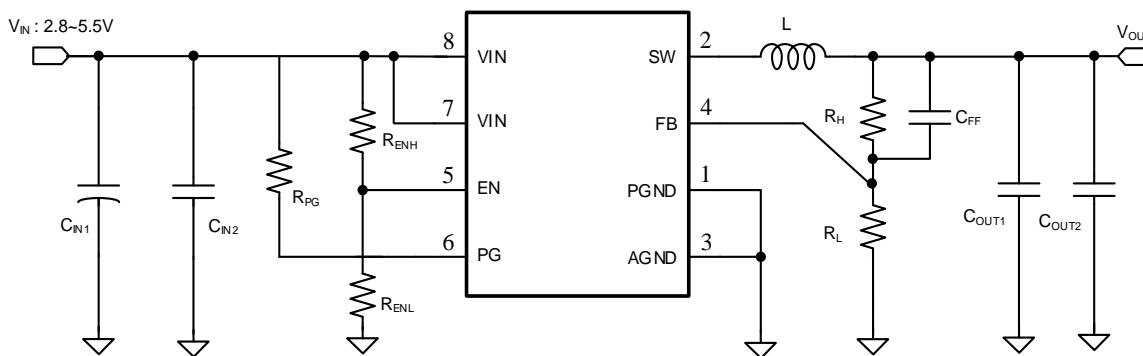 VIN : 2.8~5.5V
8
VIN
SW
2
L
VOU
7
VIN
FB
4
RH
CFF
RENH
5
EN
PGND
1
RPG
CIN1
CIN2
COUT1
COUT2
RL
6
PG
AGND
3
RENL